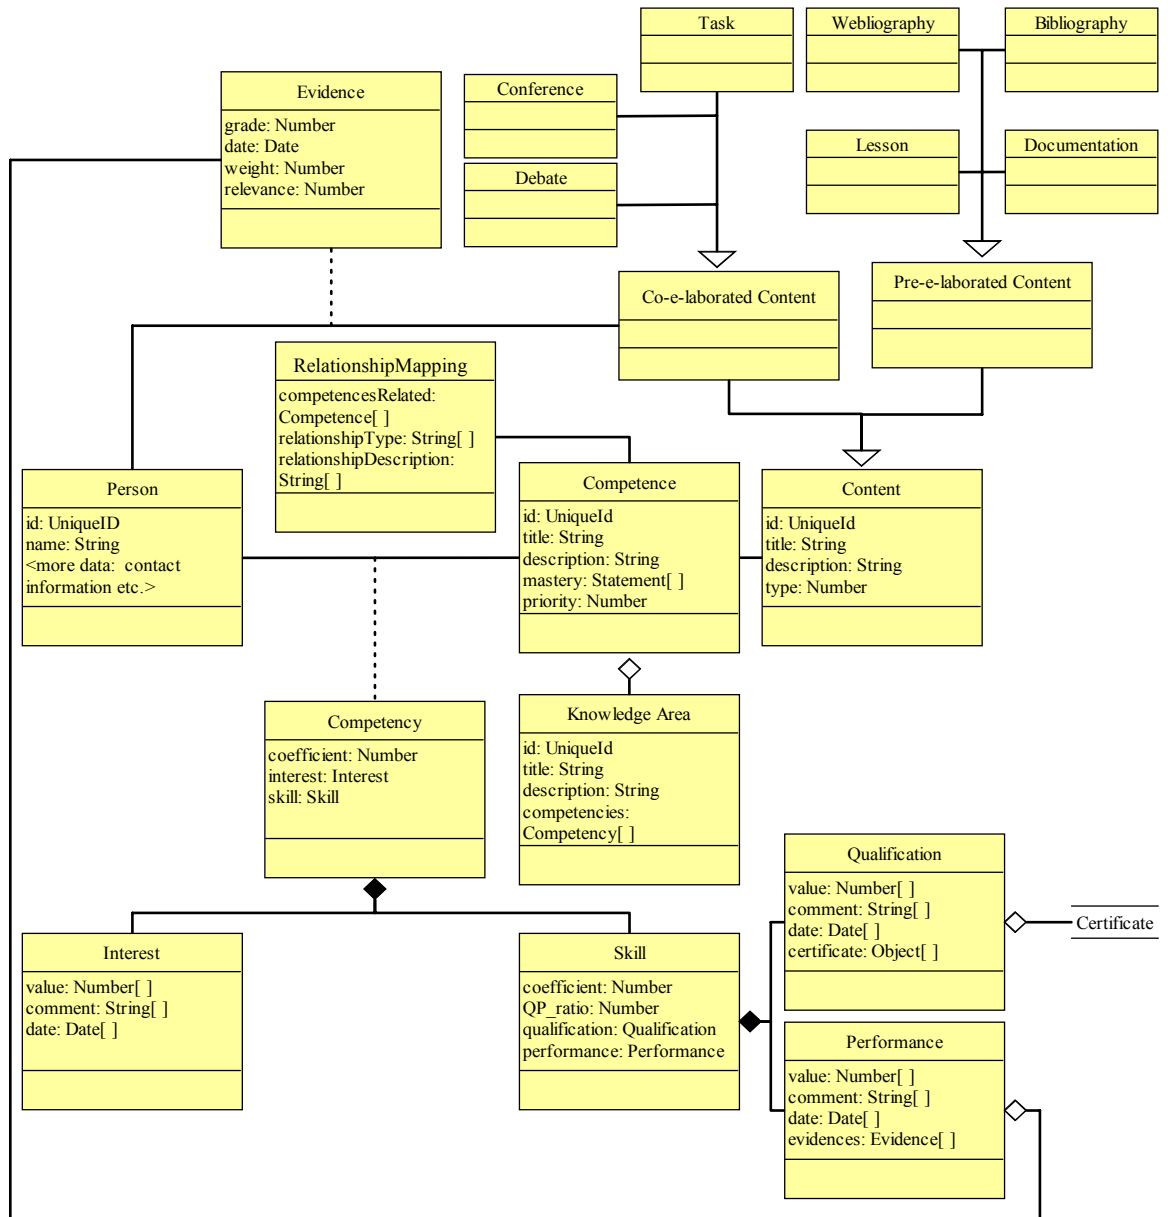 Task
Webliography
Bibliography
Evidence
grade: Number
date: Date
weight: Number
relevance: Number
Conference
Debate
Lesson
Documentation
Co-e-laborated Content
Pre-e-laborated Content
RelationshipMapping
competencesRelated:
Competence[ ]
relationshipType: String[ ]
relationshipDescription:
String[ ]
Person
id: UniqueID
name: String
<more data:  contact
information etc.>
Competence
id: UniqueId
title: String
description: String
mastery: Statement[ ]
priority: Number
Content
id: UniqueId
title: String
description: String
type: Number
Competency
coefficient: Number
interest: Interest
skill: Skill
Knowledge Area
id: UniqueId
title: String
description: String
competencies:
Competency[ ]
Qualification
value: Number[ ]
comment: String[ ]
date: Date[ ]
certificate: Object[ ]
Certificate
Interest
value: Number[ ]
comment: String[ ]
date: Date[ ]
Skill
coefficient: Number
QP_ratio: Number
qualification: Qualification
performance: Performance
Performance
value: Number[ ]
comment: String[ ]
date: Date[ ]
evidences: Evidence[ ]